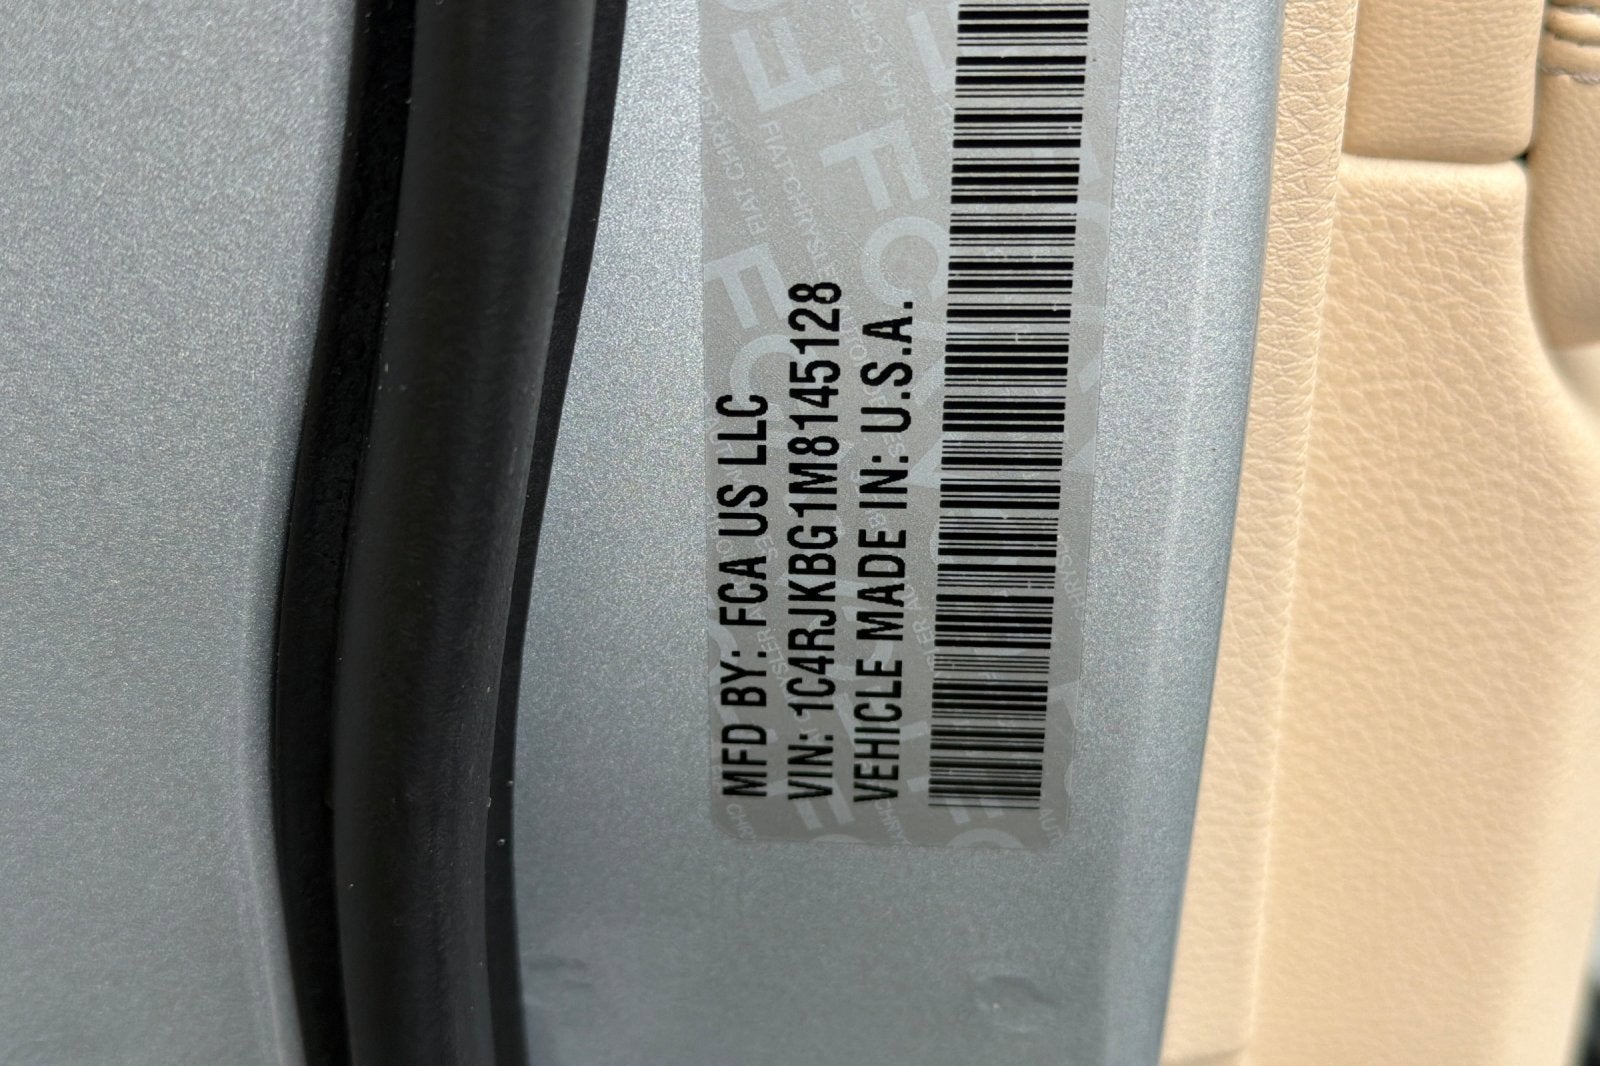 MFD BY: FCA US LLC
VIN: 1C4RJKBG1M8145128
VEHICLE MADE IN: U.S.A.